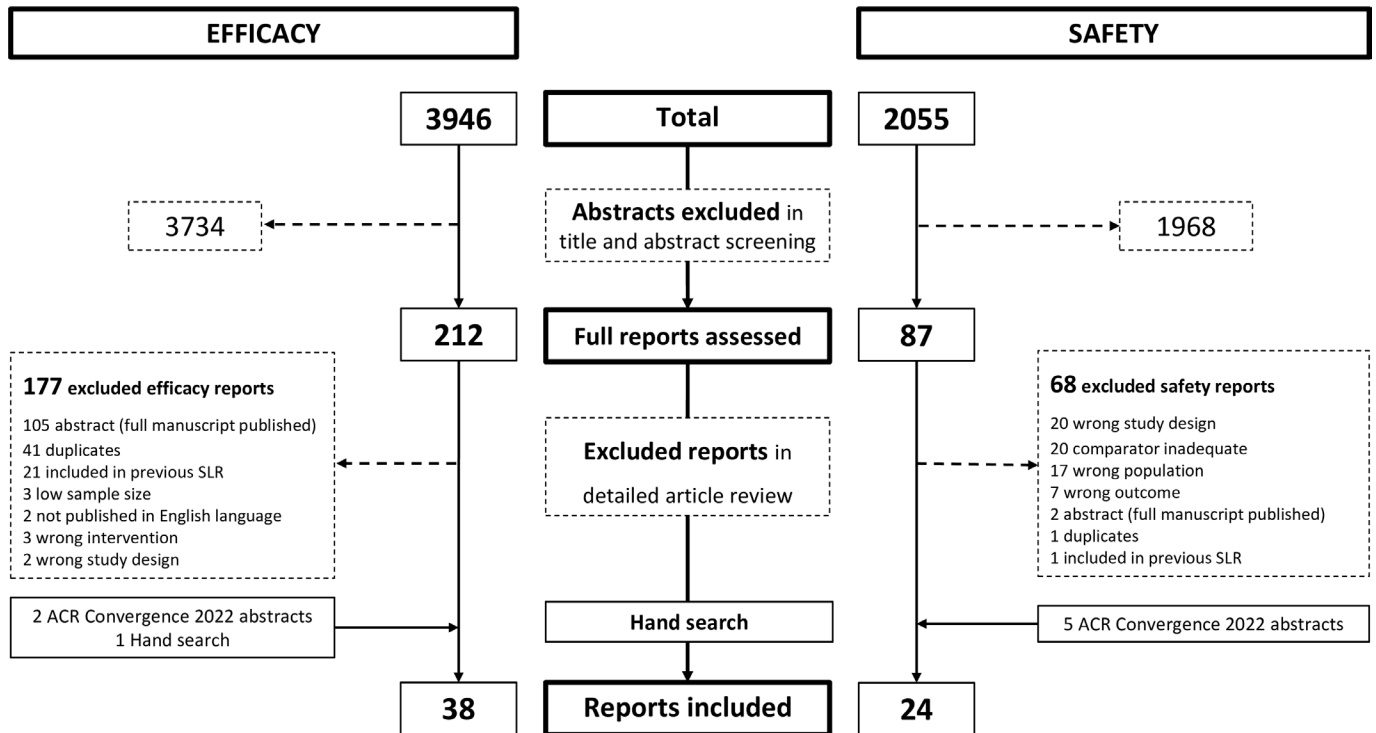 EFFICACY
SAFETY
3946
Total
2055
3734
Abstracts excluded in
title and abstract screening
1968
212
Full reports assessed
87
177 excluded efficacy reports
105 abstract (full manuscript published)
41 duplicates
21 included in previous SLR
3 low sample size
2 not published in English language
3 wrong intervention
2 wrong study design
Excluded reports in
detailed article review
68 excluded safety reports
20 wrong study design
20 comparator inadequate
17 wrong population
7 wrong outcome
2 abstract (full manuscript published)
1 duplicates
1 included in previous SLR
2 ACR Convergence 2022 abstracts
1 Hand search
Hand search
5 ACR Convergence 2022 abstracts
38
Reports included
24